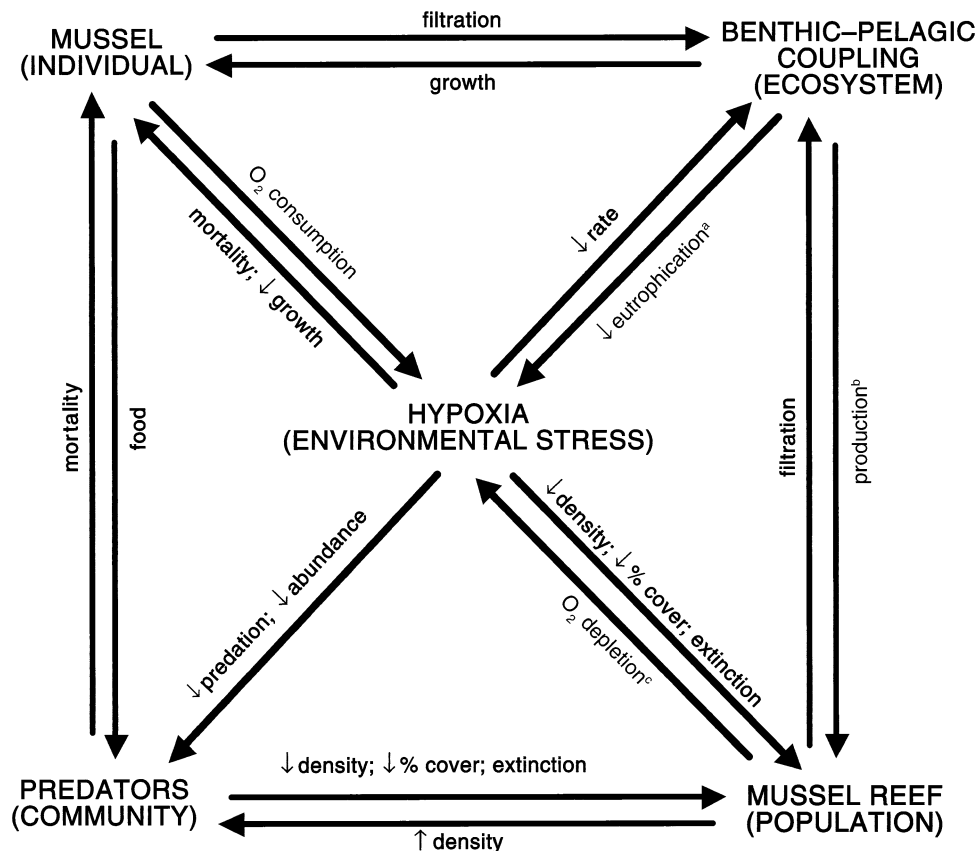 filtration
MUSSEL
(INDIVIDUAL)
BENTHIC–PELAGIC
COUPLING
(ECOSYSTEM)
growth
O₂ consumption
mortality; ↓ growth
↓ rate
↓ eutrophicationᵃ
mortality
food
HYPOXIA
(ENVIRONMENTAL STRESS)
filtration
productionᵇ
↓predation; ↓abundance
↓density; ↓% cover; extinction
O₂ depletionᶜ
↓density; ↓% cover; extinction
PREDATORS
(COMMUNITY)
MUSSEL REEF
(POPULATION)
↑ density